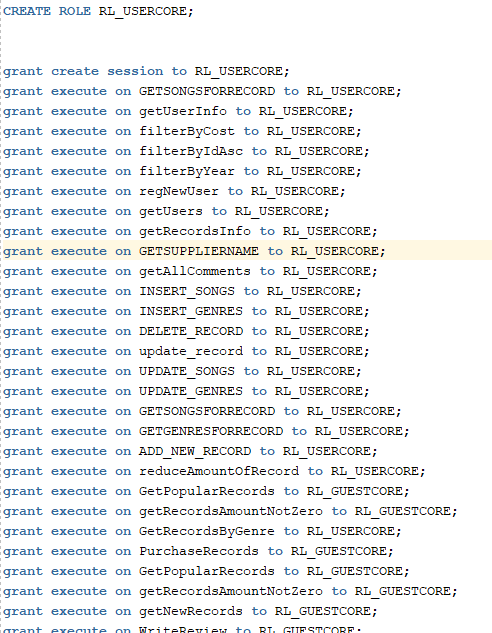 CREATE ROLE RL_USERCORE;
grant create session to RL_USERCORE;
grant execute on GETSONGSFORRECORD to RL_USERCORE;
grant execute on getUserInfo to RL_USERCORE;
grant execute on filterByCost to RL_USERCORE;
grant execute on filterByIdAsc to RL_USERCORE;
grant execute on filterByYear to RL_USERCORE;
grant execute on regNewUser to RL_USERCORE;
grant execute on getUsers to RL_USERCORE;
grant execute on getRecordsInfo to RL_USERCORE;
grant execute on GETSUPPLIERNAME to RL_USERCORE;
grant execute on getAllComments to RL_USERCORE;
grant execute on INSERT_SONGS to RL_USERCORE;
grant execute on INSERT_GENRES to RL_USERCORE;
grant execute on DELETE_RECORD to RL_USERCORE;
grant execute on update_record to RL_USERCORE;
grant execute on UPDATE_SONGS to RL_USERCORE;
grant execute on UPDATE_GENRES to RL_USERCORE;
grant execute on GETSONGSFORRECORD to RL_USERCORE;
grant execute on GETGENRESFORRECORD to RL_USERCORE;
grant execute on ADD_NEW_RECORD to RL_USERCORE;
grant execute on reduceAmountOfRecord to RL_USERCORE;
grant execute on GetPopularRecords to RL_GUESTCORE;
grant execute on getRecordsAmountNotZero to RL_GUESTCORE;
grant execute on GetRecordsByGenre to RL_USERCORE;
grant execute on PurchaseRecords to RL_GUESTCORE;
grant execute on GetPopularRecords to RL_GUESTCORE;
grant execute on getRecordsAmountNotZero to RL_GUESTCORE;
grant execute on getNewRecords to RL_GUESTCORE;
grant execute on WriteReview to RL_GUESTCORE;